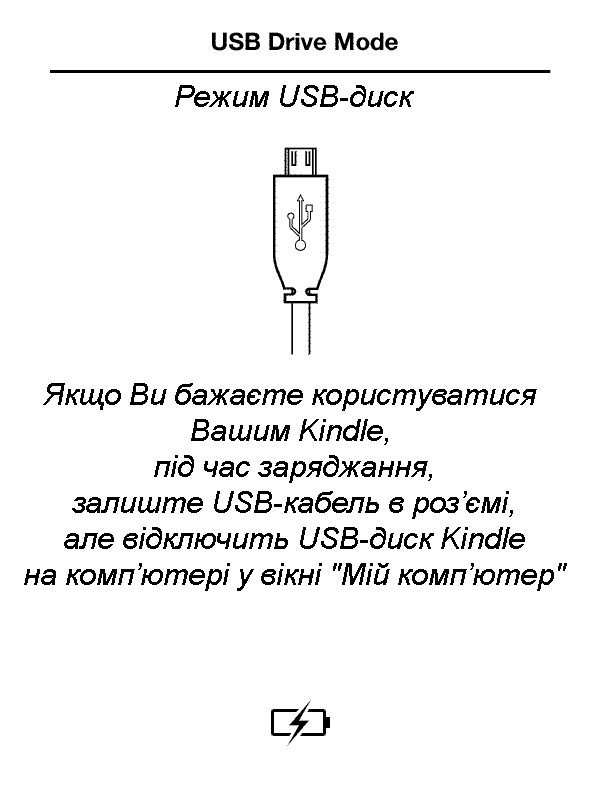 USB Drive Mode
Режим USB-диск
Якщо Ви бажаєте користуватися
Вашим Kindle,
під час заряджання,
залиште USB-кабель в роз’ємі,
але відключить USB-диск Kindle
на комп’ютері у вікні "Мій комп’ютер"